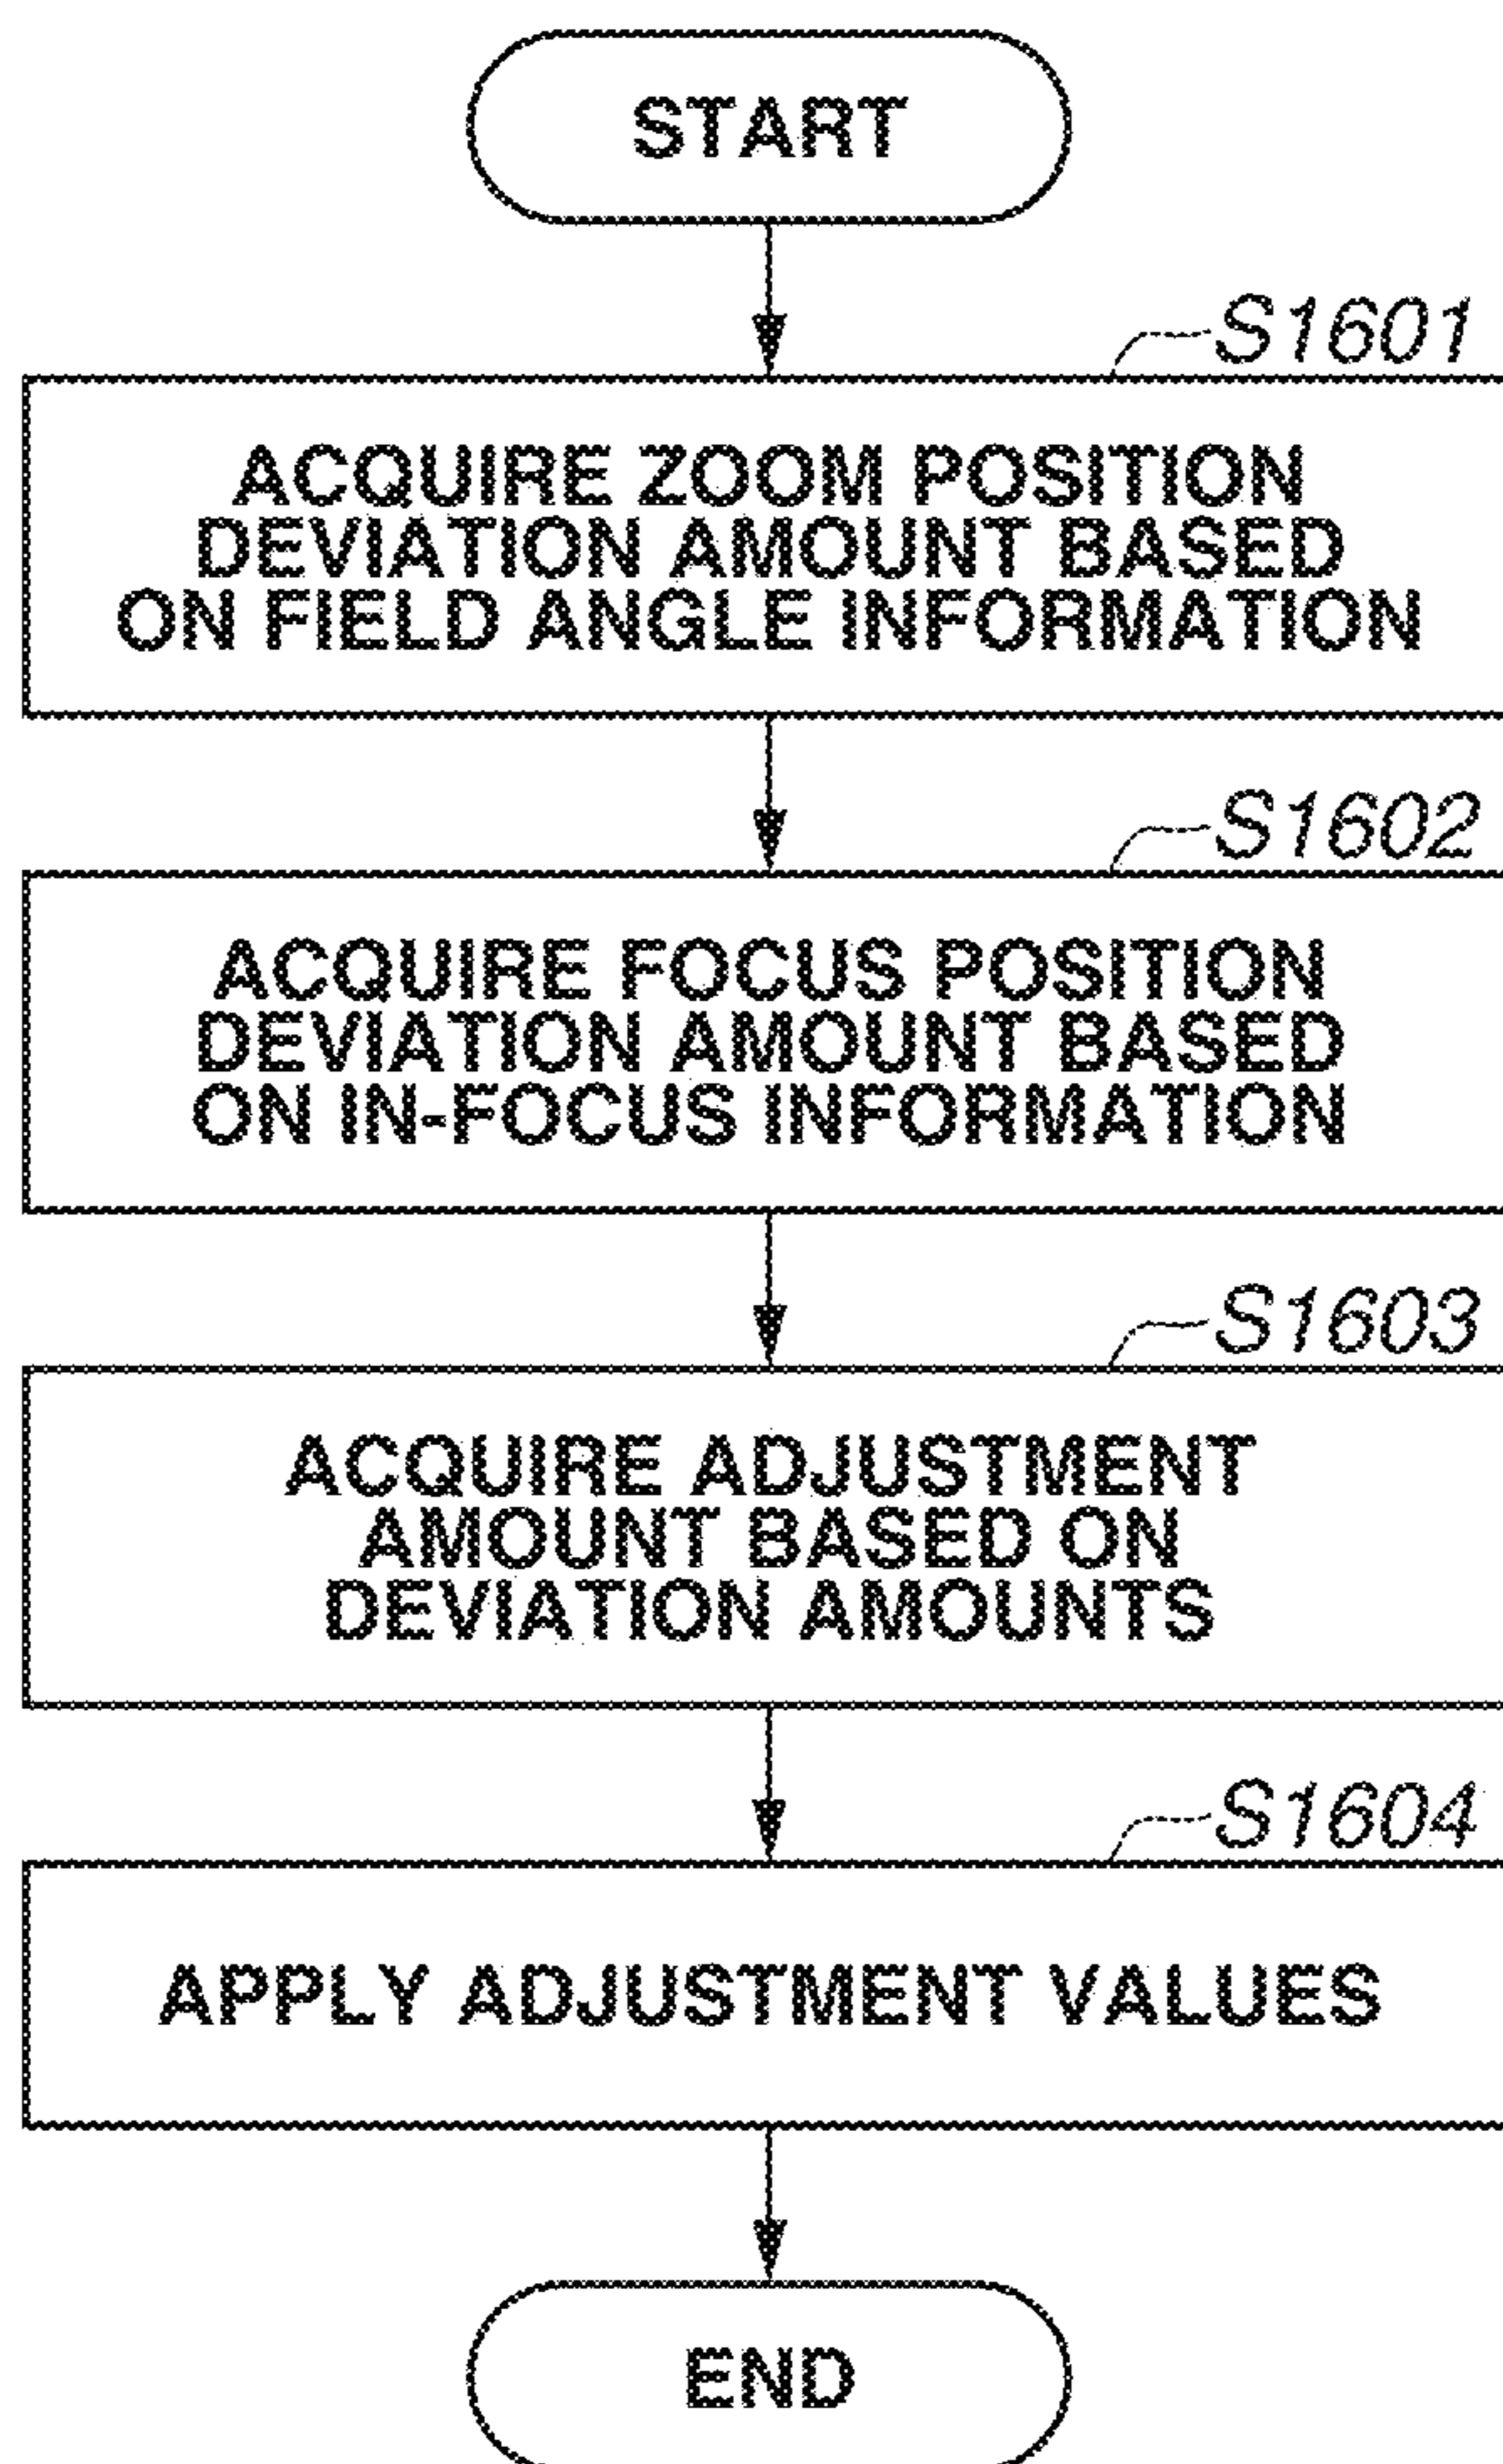 START
S1601
ACQUIRE ZOOM POSITION
DEVIATION AMOUNT BASED
ON FIELD ANGLE INFORMATION
S1602
ACQUIRE FOCUS POSITION
DEVIATION AMOUNT BASED
ON IN-FOCUS INFORMATION
S1603
ACQUIRE ADJUSTMENT
AMOUNT BASED ON
DEVIATION AMOUNTS
S1604
APPLY ADJUSTMENT VALUES
END